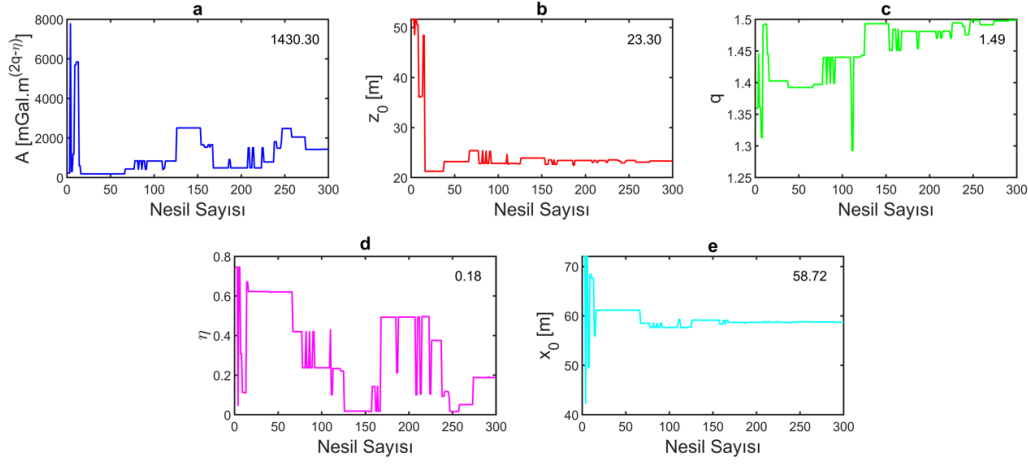 a
1430.30
A [mGal.m^(2q-η)]
8000
6000
4000
2000
0
0 50 100 150 200 250 300
Nesil Sayısı
b
23.30
z_0 [m]
50
40
30
20
0 50 100 150 200 250 300
Nesil Sayısı
c
1.49
q
1.5
1.45
1.4
1.35
1.3
1.25
0 50 100 150 200 250 300
Nesil Sayısı
d
0.18
η
0.8
0.6
0.4
0.2
0
0 50 100 150 200 250 300
Nesil Sayısı
e
58.72
x_0 [m]
70
60
50
40
0 50 100 150 200 250 300
Nesil Sayısı